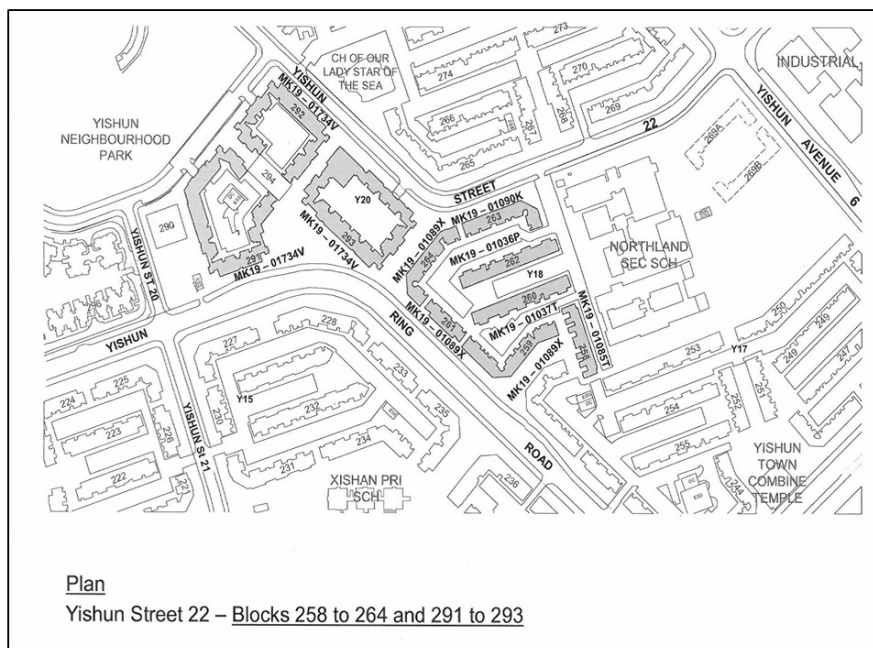 CH OF OUR
LADY STAR OF
THE SEA
273
274
270
INDUSTRIAL
YISHUN
MK19 – 01734V
292
266
267
268
269
265
22
YISHUN
AVENUE
6
269A
269B
YISHUN
NEIGHBOURHOOD
PARK
294
290
Y20
STREET
MK19 – 01090K
263
MK19 – 01089X
264
MK19 – 01036P
262
NORTHLAND
SEC SCH
291
MK19 – 01734V
293
MK19 – 01734V
YISHUN ST 20
Y18
260
MK19 – 01037T
MK19 – 01085T
258
261
MK19 – 01089X
259
MK19 – 01089X
RING
YISHUN
228
227
233
250
249
249
247
253
Y17
224
225
Y15
232
235
223
226
230
YISHUN St 21
254
252
251
255
234
231
ROAD
222
221
XISHAN PRI
SCH
236
244
YISHUN
TOWN
COMBINE
TEMPLE
Plan
Yishun Street 22 – Blocks 258 to 264 and 291 to 293